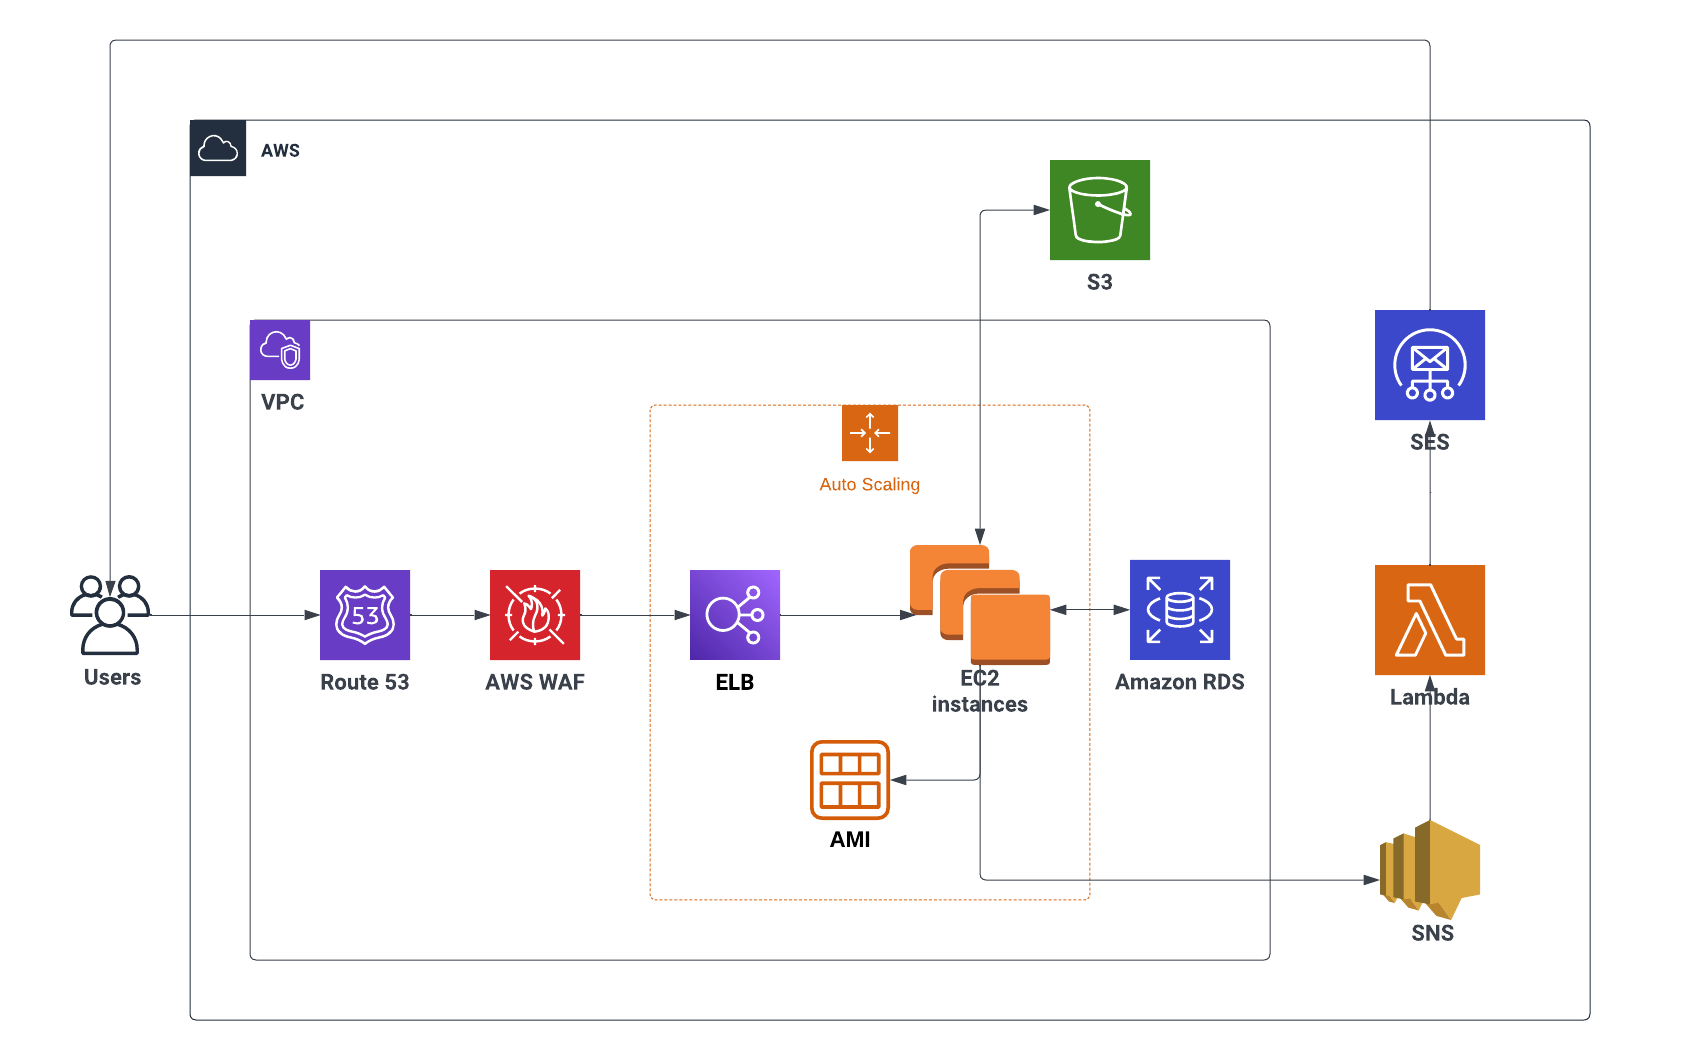 AWS
S3
VPC
SES
Auto Scaling
53
Users
Route 53
AWS WAF
ELB
EC2
instances
Amazon RDS
Lambda
AMI
SNS